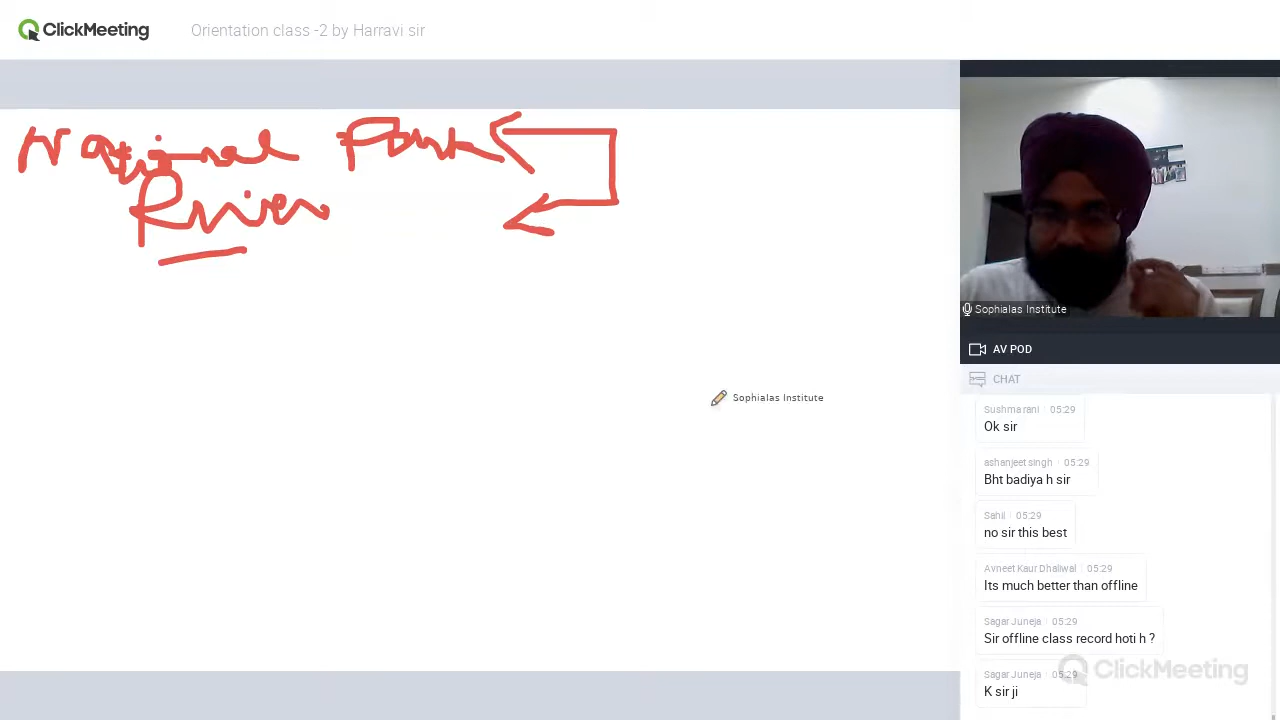 ClickMeeting
Orientation class -2 by Harravi sir
National Park
River
Sophialas Institute
Sophialas Institute
AV POD
CHAT
Sushma rani 05:29
Ok sir
ashanjeet singh 05:29
Bht badiya h sir
Sahil 05:29
no sir this best
Avneet Kaur Dhaliwal 05:29
Its much better than offline
Sagar Juneja 05:29
Sir offline class record hoti h ?
ClickMeeting
Sagar Juneja 05:29
K sir ji